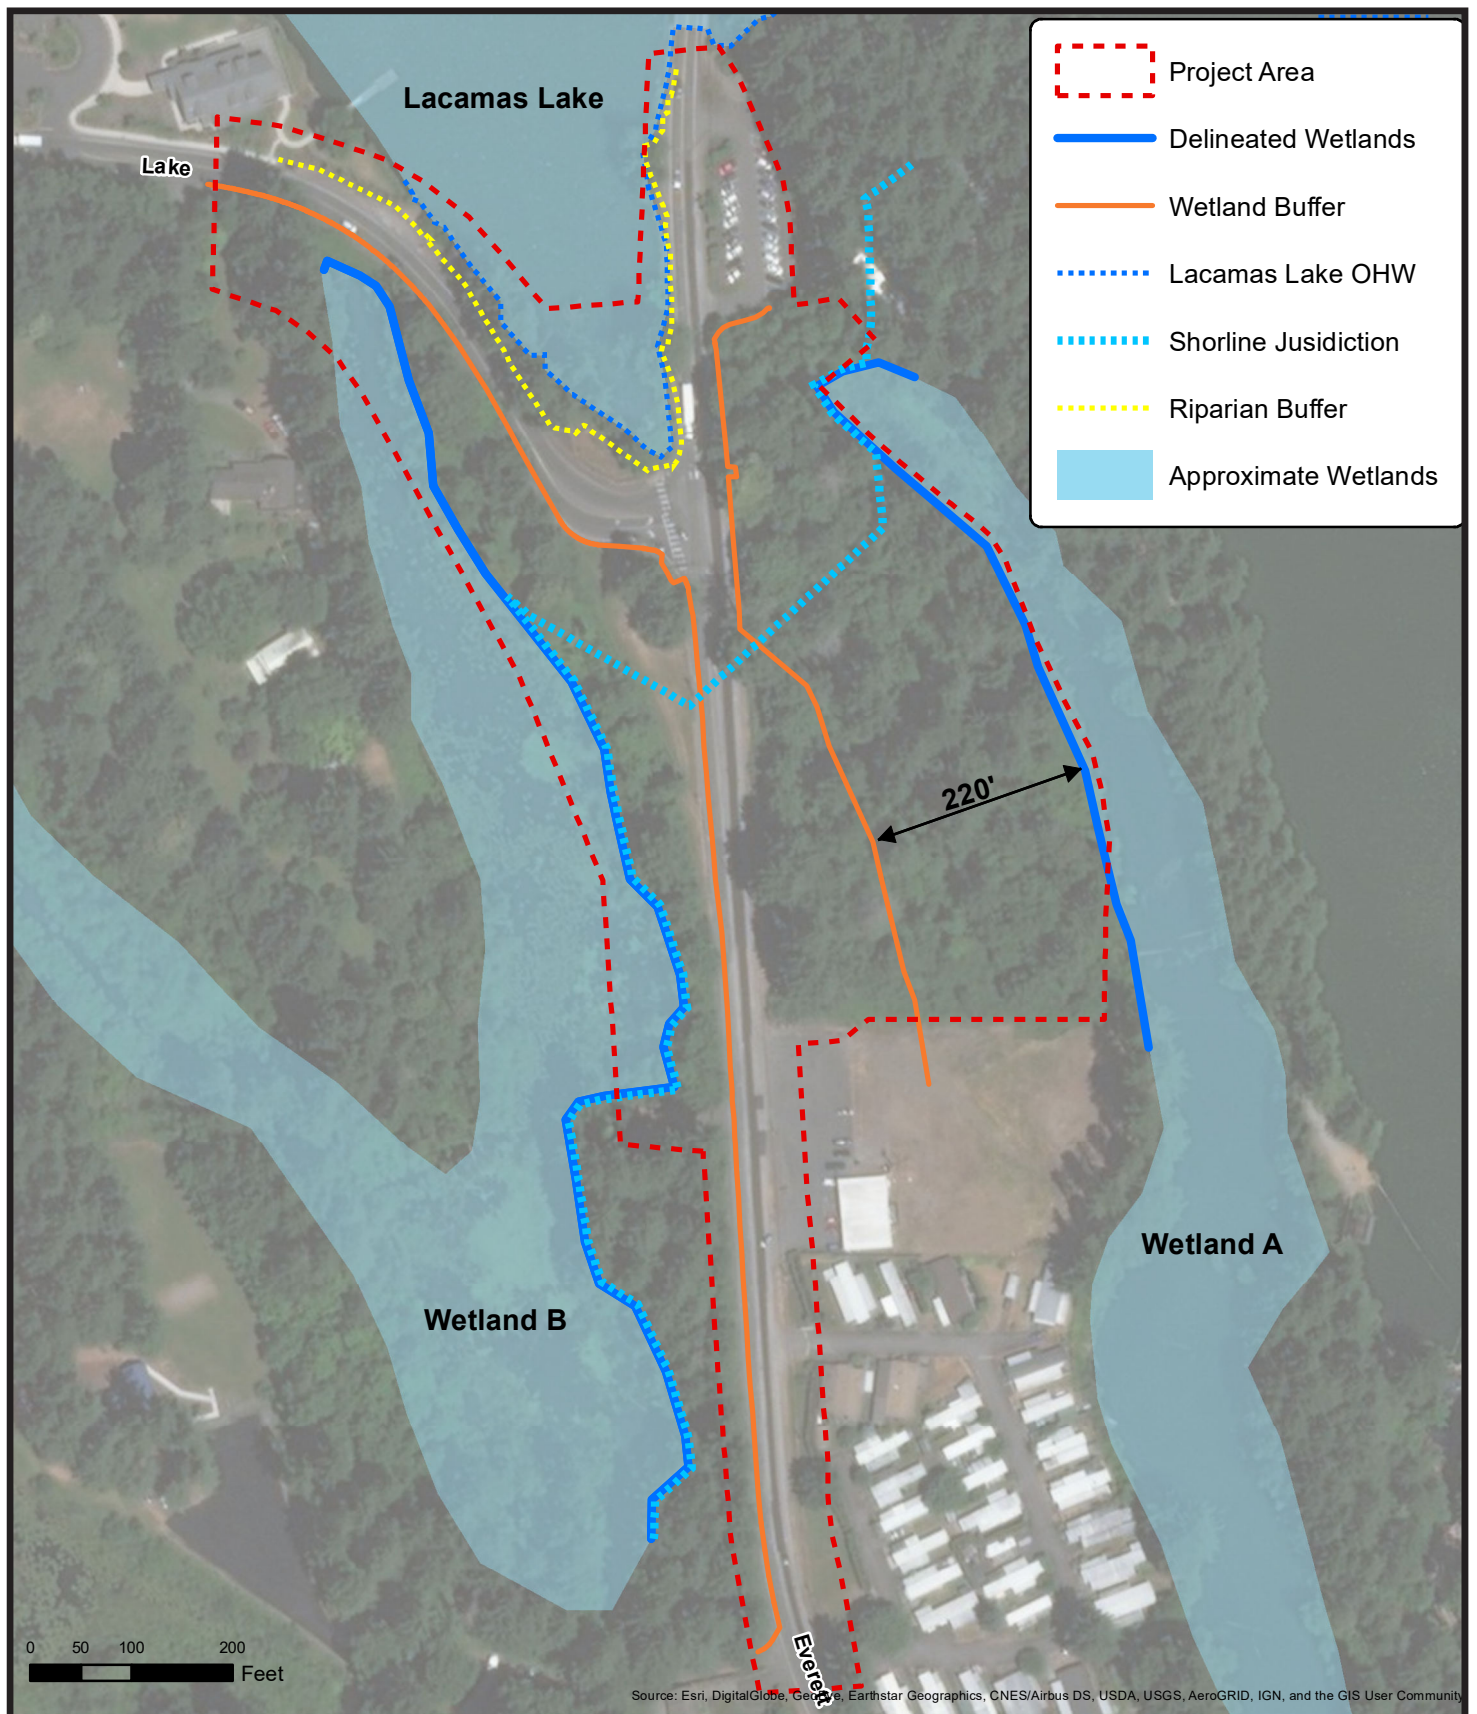 Lacamas Lake
Lake
Project Area
Delineated Wetlands
Wetland Buffer
Lacamas Lake OHW
Shorline Jusidiction
Riparian Buffer
Approximate Wetlands
220'
Wetland A
Wetland B
0 50 100 200
Feet
Everett
Source: Esri, DigitalGlobe, GeoEye, Earthstar Geographics, CNES/Airbus DS, USDA, USGS, AeroGRID, IGN, and the GIS User Community